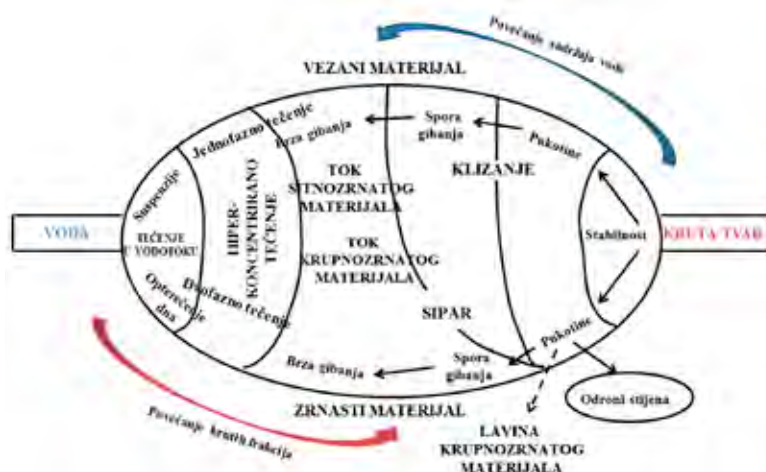 Povećanje sadržaja vode
VEZANI MATERIJAL
Jednofazno tečenje
Brza gibanja
Spora
gibanja
Pukotine
Suspenzije
HIPER-
KONCENTRIRANO
TEČENJE
TOK
SITNOZRNATOG
MATERIJALA
KLIZANJE
VODA
TEČENJE
U VODOTOKU
Stabilnost
KRUTA TVAR
TOK
KRUPNOZRNATOG
MATERIJALA
Opterećenje
dna
Dvofazno tečenje
SIPAR
Pukotine
Brza gibanja
Spora
gibanja
Odroni stijena
Povećanje krutih frakcija
ZRNASTI MATERIJAL
LAVINA
KRUPNOZRNATOG
MATERIJALA